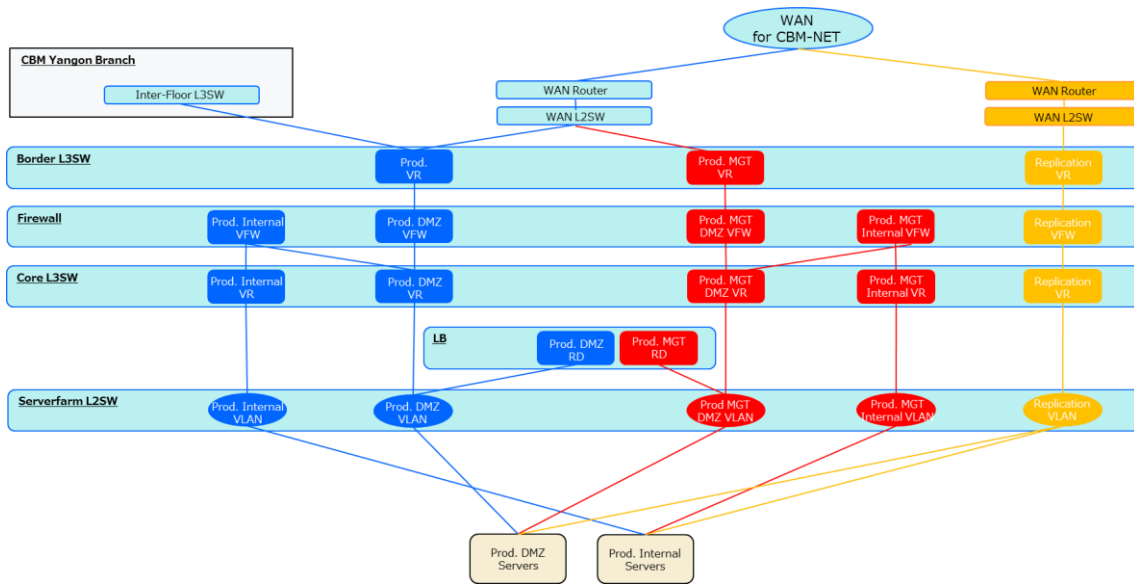 WAN
for CBM-NET
CBM Yangon Branch
Inter-Floor L3SW
WAN Router
WAN Router
WAN L2SW
WAN L2SW
Border L3SW
Prod.
VR
Prod. MGT
VR
Replication
VR
Firewall
Prod. Internal
VFW
Prod. DMZ
VFW
Prod. MGT
DMZ VFW
Prod. MGT
Internal VFW
Replication
VFW
Core L3SW
Prod. Internal
VR
Prod. DMZ
VR
Prod. MGT
DMZ VR
Prod. MGT
Internal VR
Replication
VR
LB
Prod. DMZ
RD
Prod. MGT
RD
Serverfarm L2SW
Prod. Internal
VLAN
Prod. DMZ
VLAN
Prod MGT
DMZ VLAN
Prod. MGT
Internal VLAN
Replication
VLAN
Prod. DMZ
Servers
Prod. Internal
Servers